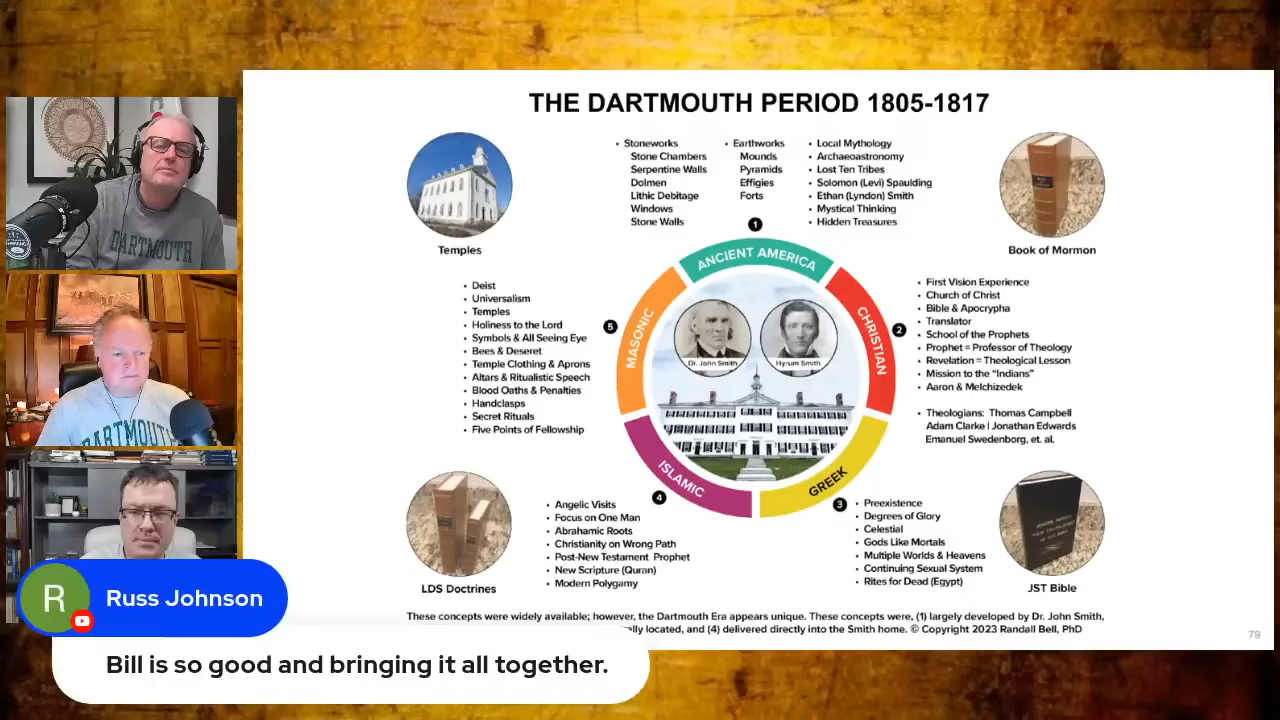 THE DARTMOUTH PERIOD 1805-1817
Temples
• Stoneworks
Stone Chambers
Serpentine Walls
Dolmen
Lithic Debitage
Windows
Stone Walls
• Earthworks
Mounds
Pyramids
Effigies
Forts
• Local Mythology
• Archaeoastronomy
• Lost Ten Tribes
• Solomon (Levi) Spaulding
• Ethan (Lyndon) Smith
• Mystical Thinking
• Hidden Treasures
Book of Mormon
1
ANCIENT AMERICA
• Deist
• Universalism
• Temples
• Holiness to the Lord
• Symbols & All Seeing Eye
• Bees & Deseret
• Temple Clothing & Aprons
• Altars & Ritualistic Speech
• Blood Oaths & Penalties
• Handclasps
• Secret Rituals
• Five Points of Fellowship
5
MASONIC
Dr. John Smith
Hyrum Smith
CHRISTIAN
2
• First Vision Experience
• Church of Christ
• Bible & Apocrypha
• Translator
• School of the Prophets
• Prophet = Professor of Theology
• Revelation = Theological Lesson
• Mission to the "Indians"
• Aaron & Melchizedek
• Theologians: Thomas Campbell
Adam Clarke | Jonathan Edwards
Emanuel Swedenborg, et. al.
ISLAMIC
4
GREEK
3
LDS Doctrines
• Angelic Visits
• Focus on One Man
• Abrahamic Roots
• Christianity on Wrong Path
• Post-New Testament Prophet
• New Scripture (Quran)
• Modern Polygamy
• Preexistence
• Degrees of Glory
• Celestial
• Gods Like Mortals
• Multiple Worlds & Heavens
• Continuing Sexual System
• Rites for Dead (Egypt)
JST Bible
These concepts were widely available; however, the Dartmouth Era appears unique. These concepts were, (1) largely developed by Dr. John Smith,
located, and (4) delivered directly into the Smith home. © Copyright 2023 Randall Bell, PhD
79
DARTMOUTH
DARTMOUTH
R
Russ Johnson
Bill is so good and bringing it all together.